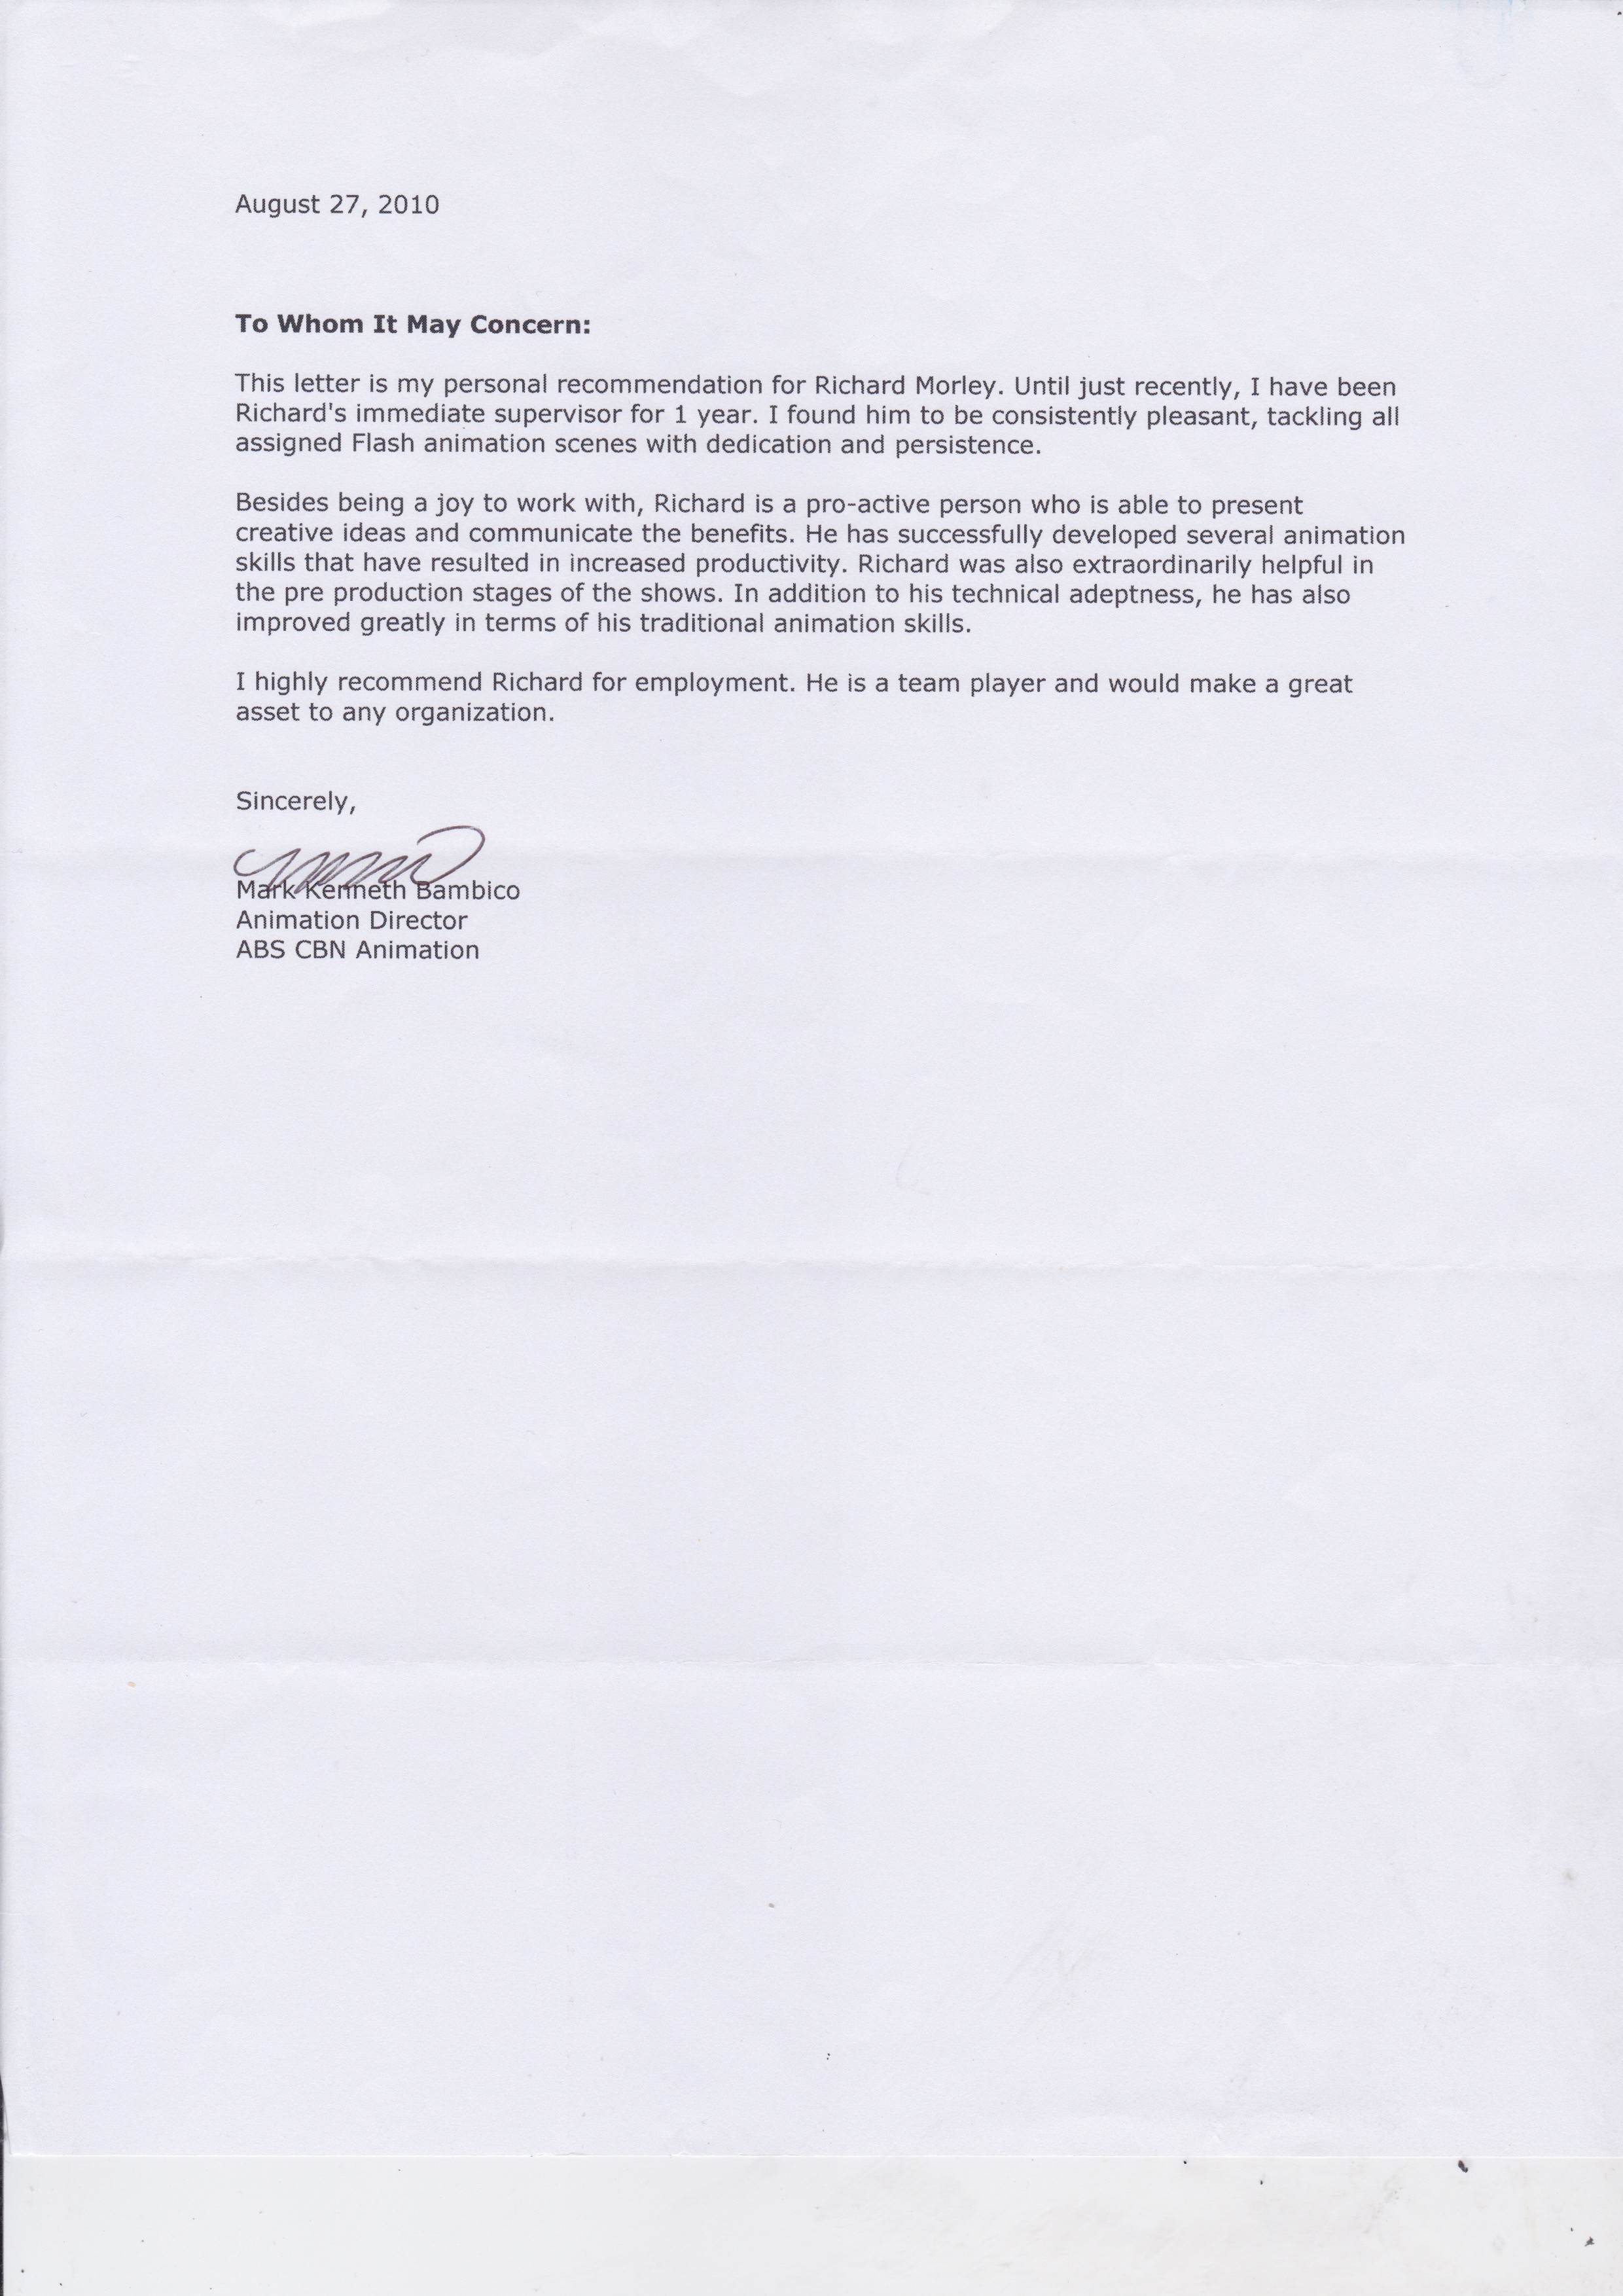 August 27, 2010
To Whom It May Concern:
This letter is my personal recommendation for Richard Morley. Until just recently, I have been
Richard's immediate supervisor for 1 year. I found him to be consistently pleasant, tackling all
assigned Flash animation scenes with dedication and persistence.
Besides being a joy to work with, Richard is a pro-active person who is able to present
creative ideas and communicate the benefits. He has successfully developed several animation
skills that have resulted in increased productivity. Richard was also extraordinarily helpful in
the pre production stages of the shows. In addition to his technical adeptness, he has also
improved greatly in terms of his traditional animation skills.
I highly recommend Richard for employment. He is a team player and would make a great
asset to any organization.
Sincerely,
Mark Kenneth Bambico
Animation Director
ABS CBN Animation